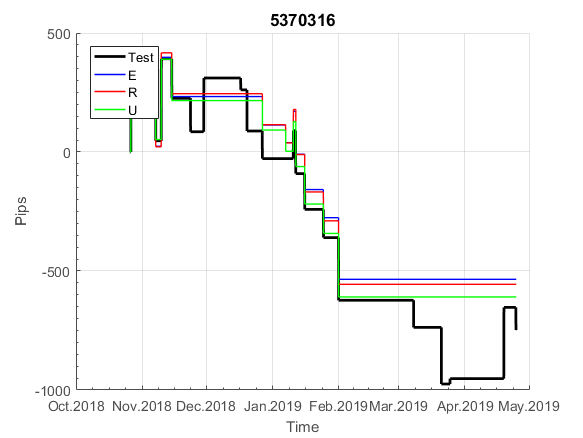 5370316
500
0
-500
-1000
Pips
Test
E
R
U
Oct.2018 Nov.2018 Dec.2018 Jan.2019 Feb.2019 Mar.2019 Apr.2019 May.2019
Time